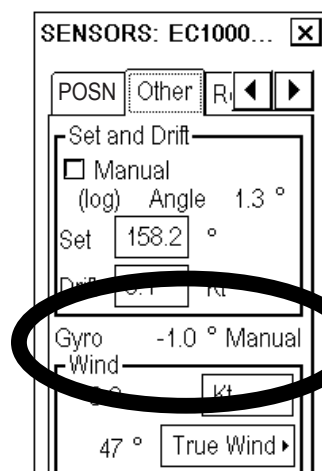 SENSORS: EC1000...
POSN Other
Set and Drift
Manual
(log) Angle 1.3 °
Set 158.2 °
Gyro -1.0 ° Manual
Wind
Kt
47 ° True Wind